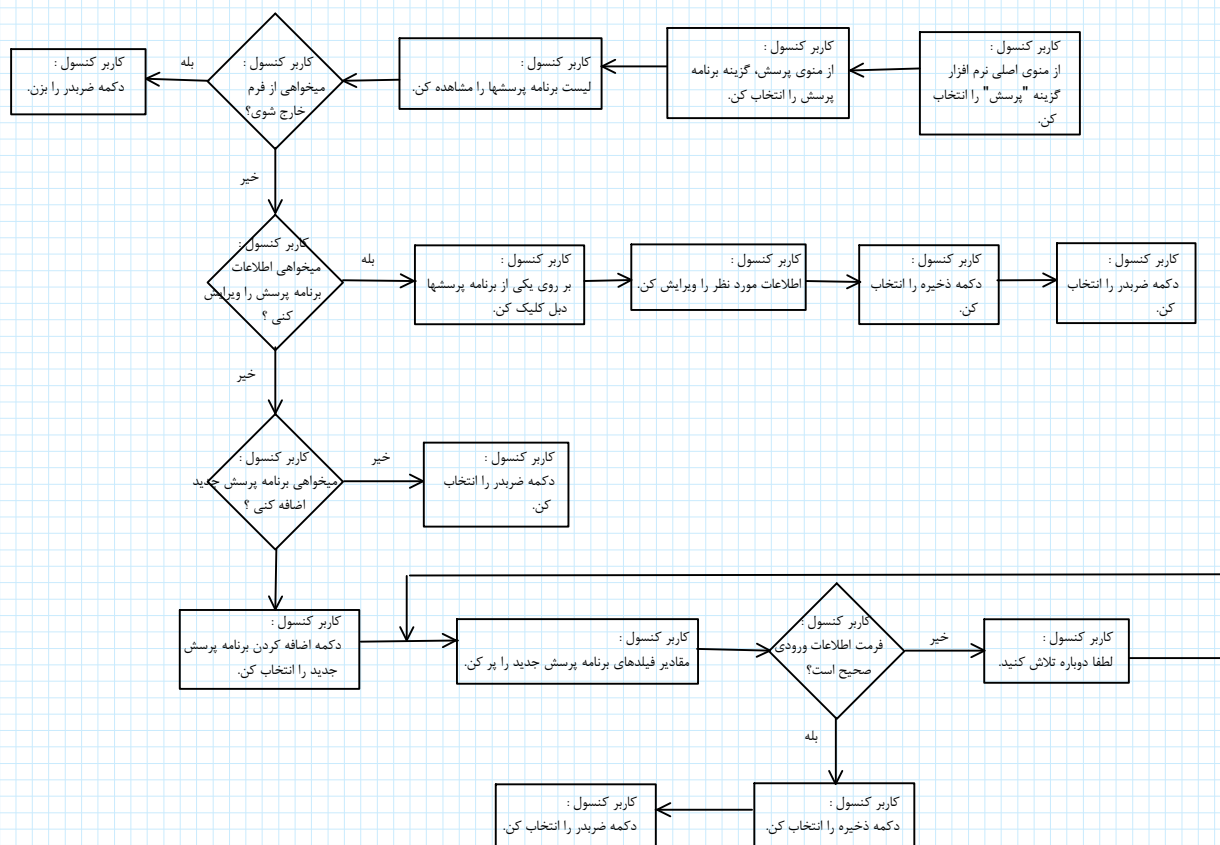 کاربر کنسول :
از منوی اصلی نرم افزار
گزینه "پرسش" را انتخاب
کن.
کاربر کنسول :
از منوی پرسش، گزینه برنامه
پرسش را انتخاب کن.
کاربر کنسول :
لیست برنامه پرسشها را مشاهده کن.
کاربر کنسول :
میخواهی از فرم
خارج شوی؟
بله
کاربر کنسول :
دکمه ضربدر را بزن.
خیر
کاربر کنسول :
میخواهی اطلاعات
برنامه پرسش را ویرایش
کنی ؟
بله
کاربر کنسول :
بر روی یکی از برنامه پرسشها
دبل کلیک کن.
کاربر کنسول :
اطلاعات مورد نظر را ویرایش کن.
کاربر کنسول :
دکمه ذخیره را انتخاب
کن.
کاربر کنسول :
دکمه ضربدر را انتخاب
کن.
خیر
کاربر کنسول :
میخواهی برنامه پرسش جدید
اضافه کنی ؟
خیر
کاربر کنسول :
دکمه ضربدر را انتخاب
کن.
کاربر کنسول :
دکمه اضافه کردن برنامه پرسش
جدید را انتخاب کن.
کاربر کنسول :
مقادیر فیلدهای برنامه پرسش جدید را پر کن.
کاربر کنسول :
فرمت اطلاعات ورودی
صحیح است؟
خیر
کاربر کنسول :
لطفا دوباره تلاش کنید.
بله
کاربر کنسول :
دکمه ذخیره را انتخاب کن.
کاربر کنسول :
دکمه ضربدر را انتخاب کن.